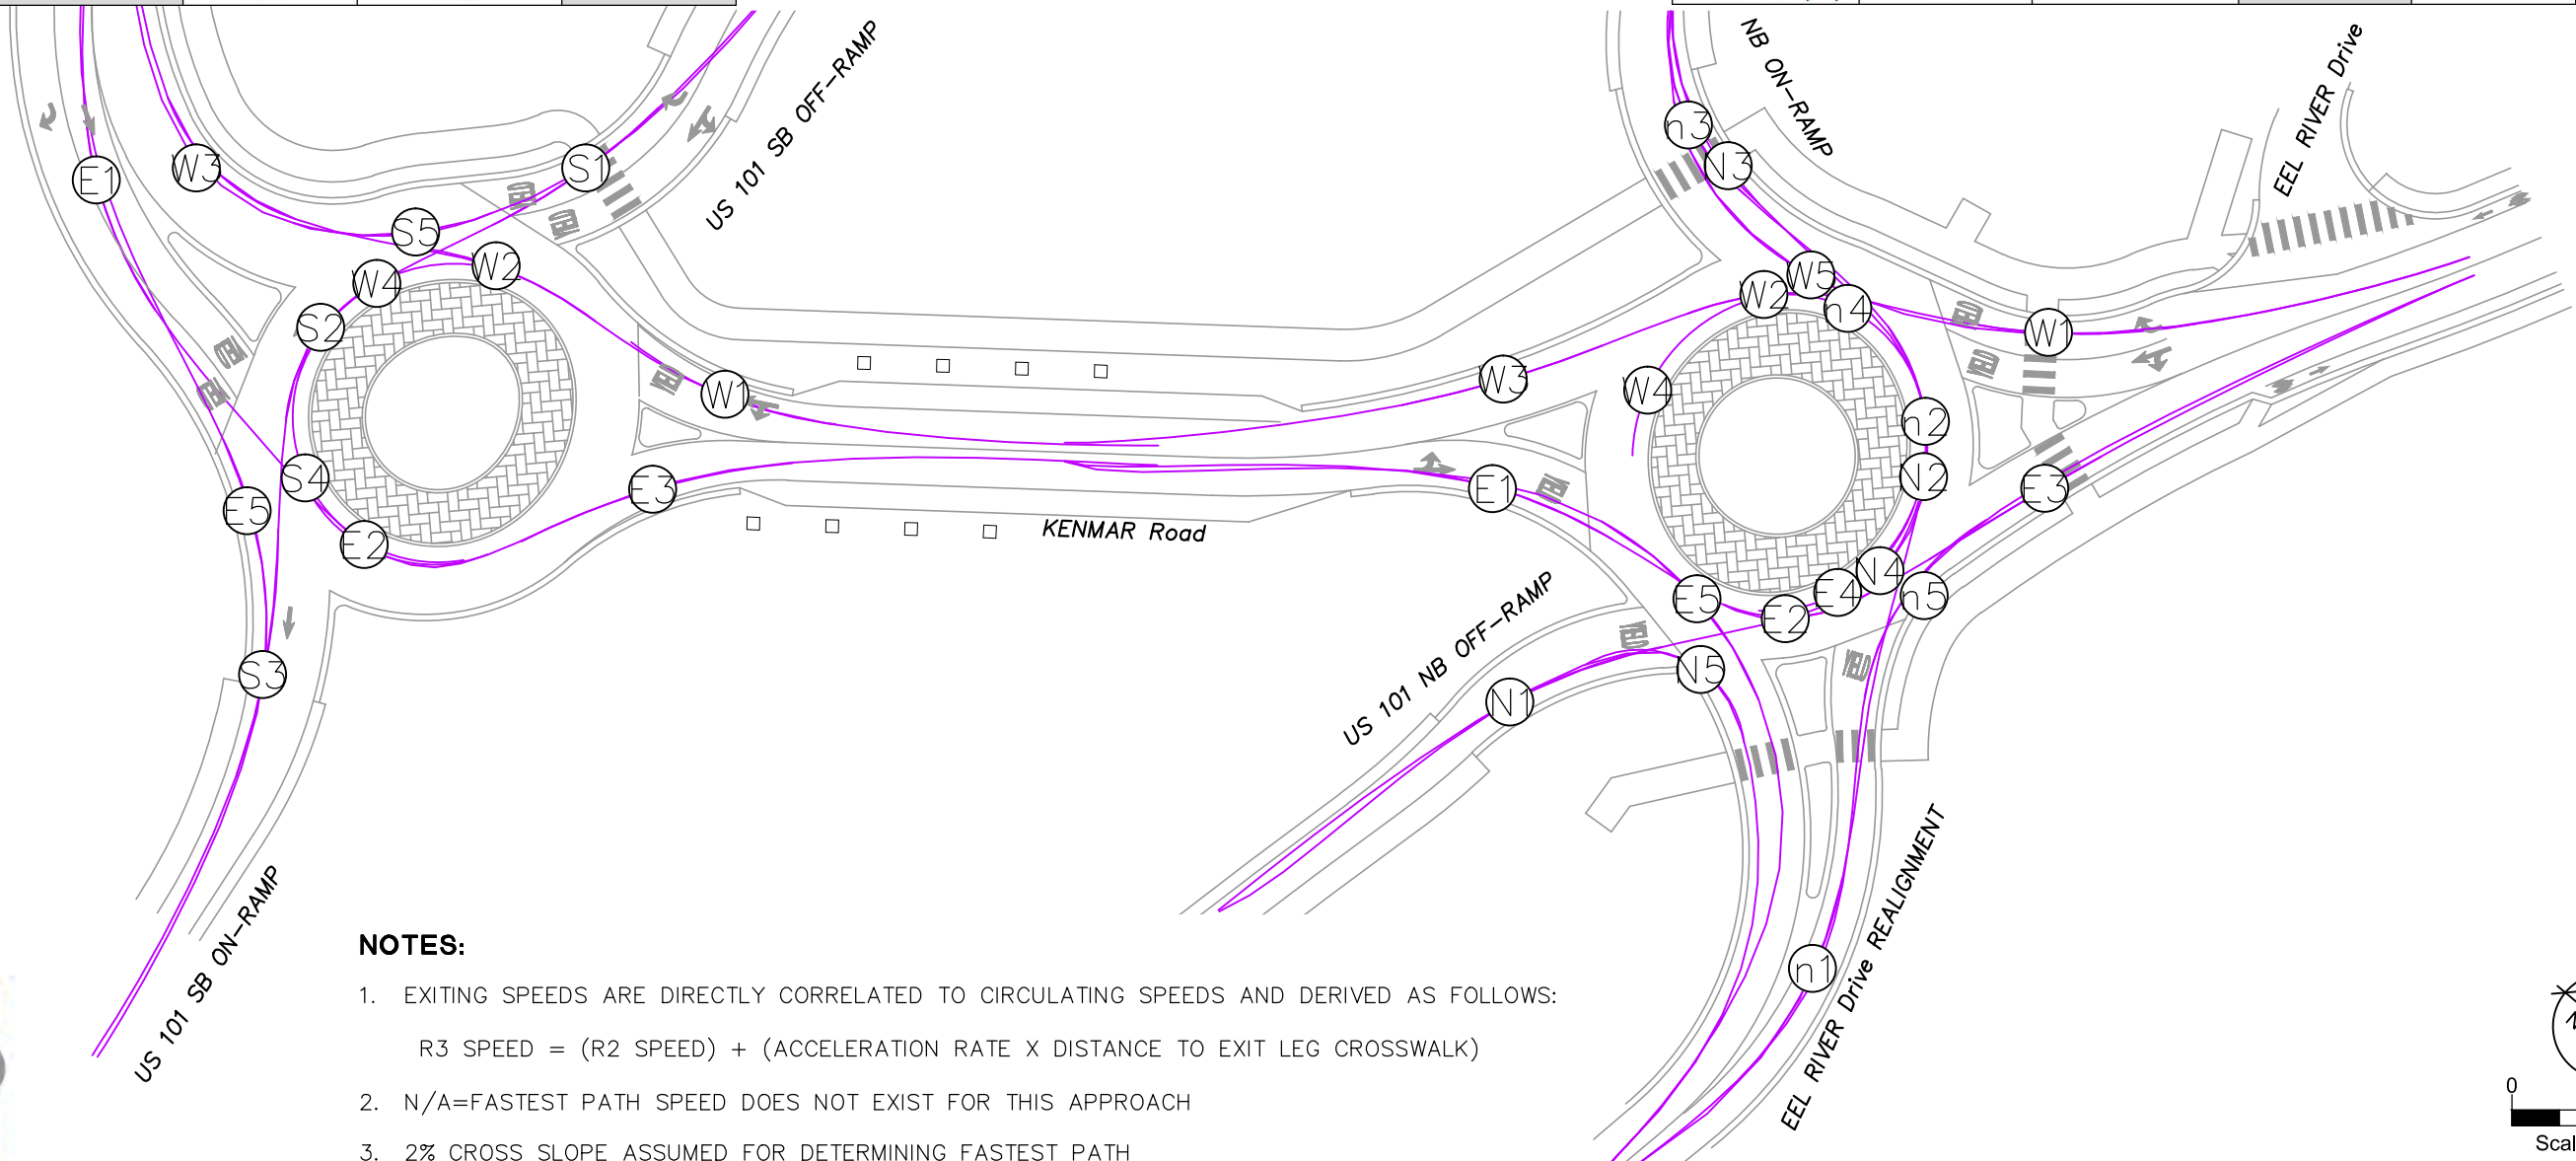 US 101 SB OFF-RAMP
NB ON-RAMP
EEL RIVER Drive
n3
N3
E1
W3
S1
S5
W4
W2
S2
W1
S4
E5
E2
E3
S3
W5
W2
n4
W1
W3
W4
n2
N2
E1
E3
N4
E4
n5
E5
E2
N5
N1
n1
KENMAR Road
US 101 NB OFF-RAMP
US 101 SB ON-RAMP
EEL RIVER Drive REALIGNMENT
NOTES:
1. EXITING SPEEDS ARE DIRECTLY CORRELATED TO CIRCULATING SPEEDS AND DERIVED AS FOLLOWS:
R3 SPEED = (R2 SPEED) + (ACCELERATION RATE X DISTANCE TO EXIT LEG CROSSWALK)
2. N/A=FASTEST PATH SPEED DOES NOT EXIST FOR THIS APPROACH
3. 2% CROSS SLOPE ASSUMED FOR DETERMINING FASTEST PATH
0
Scal